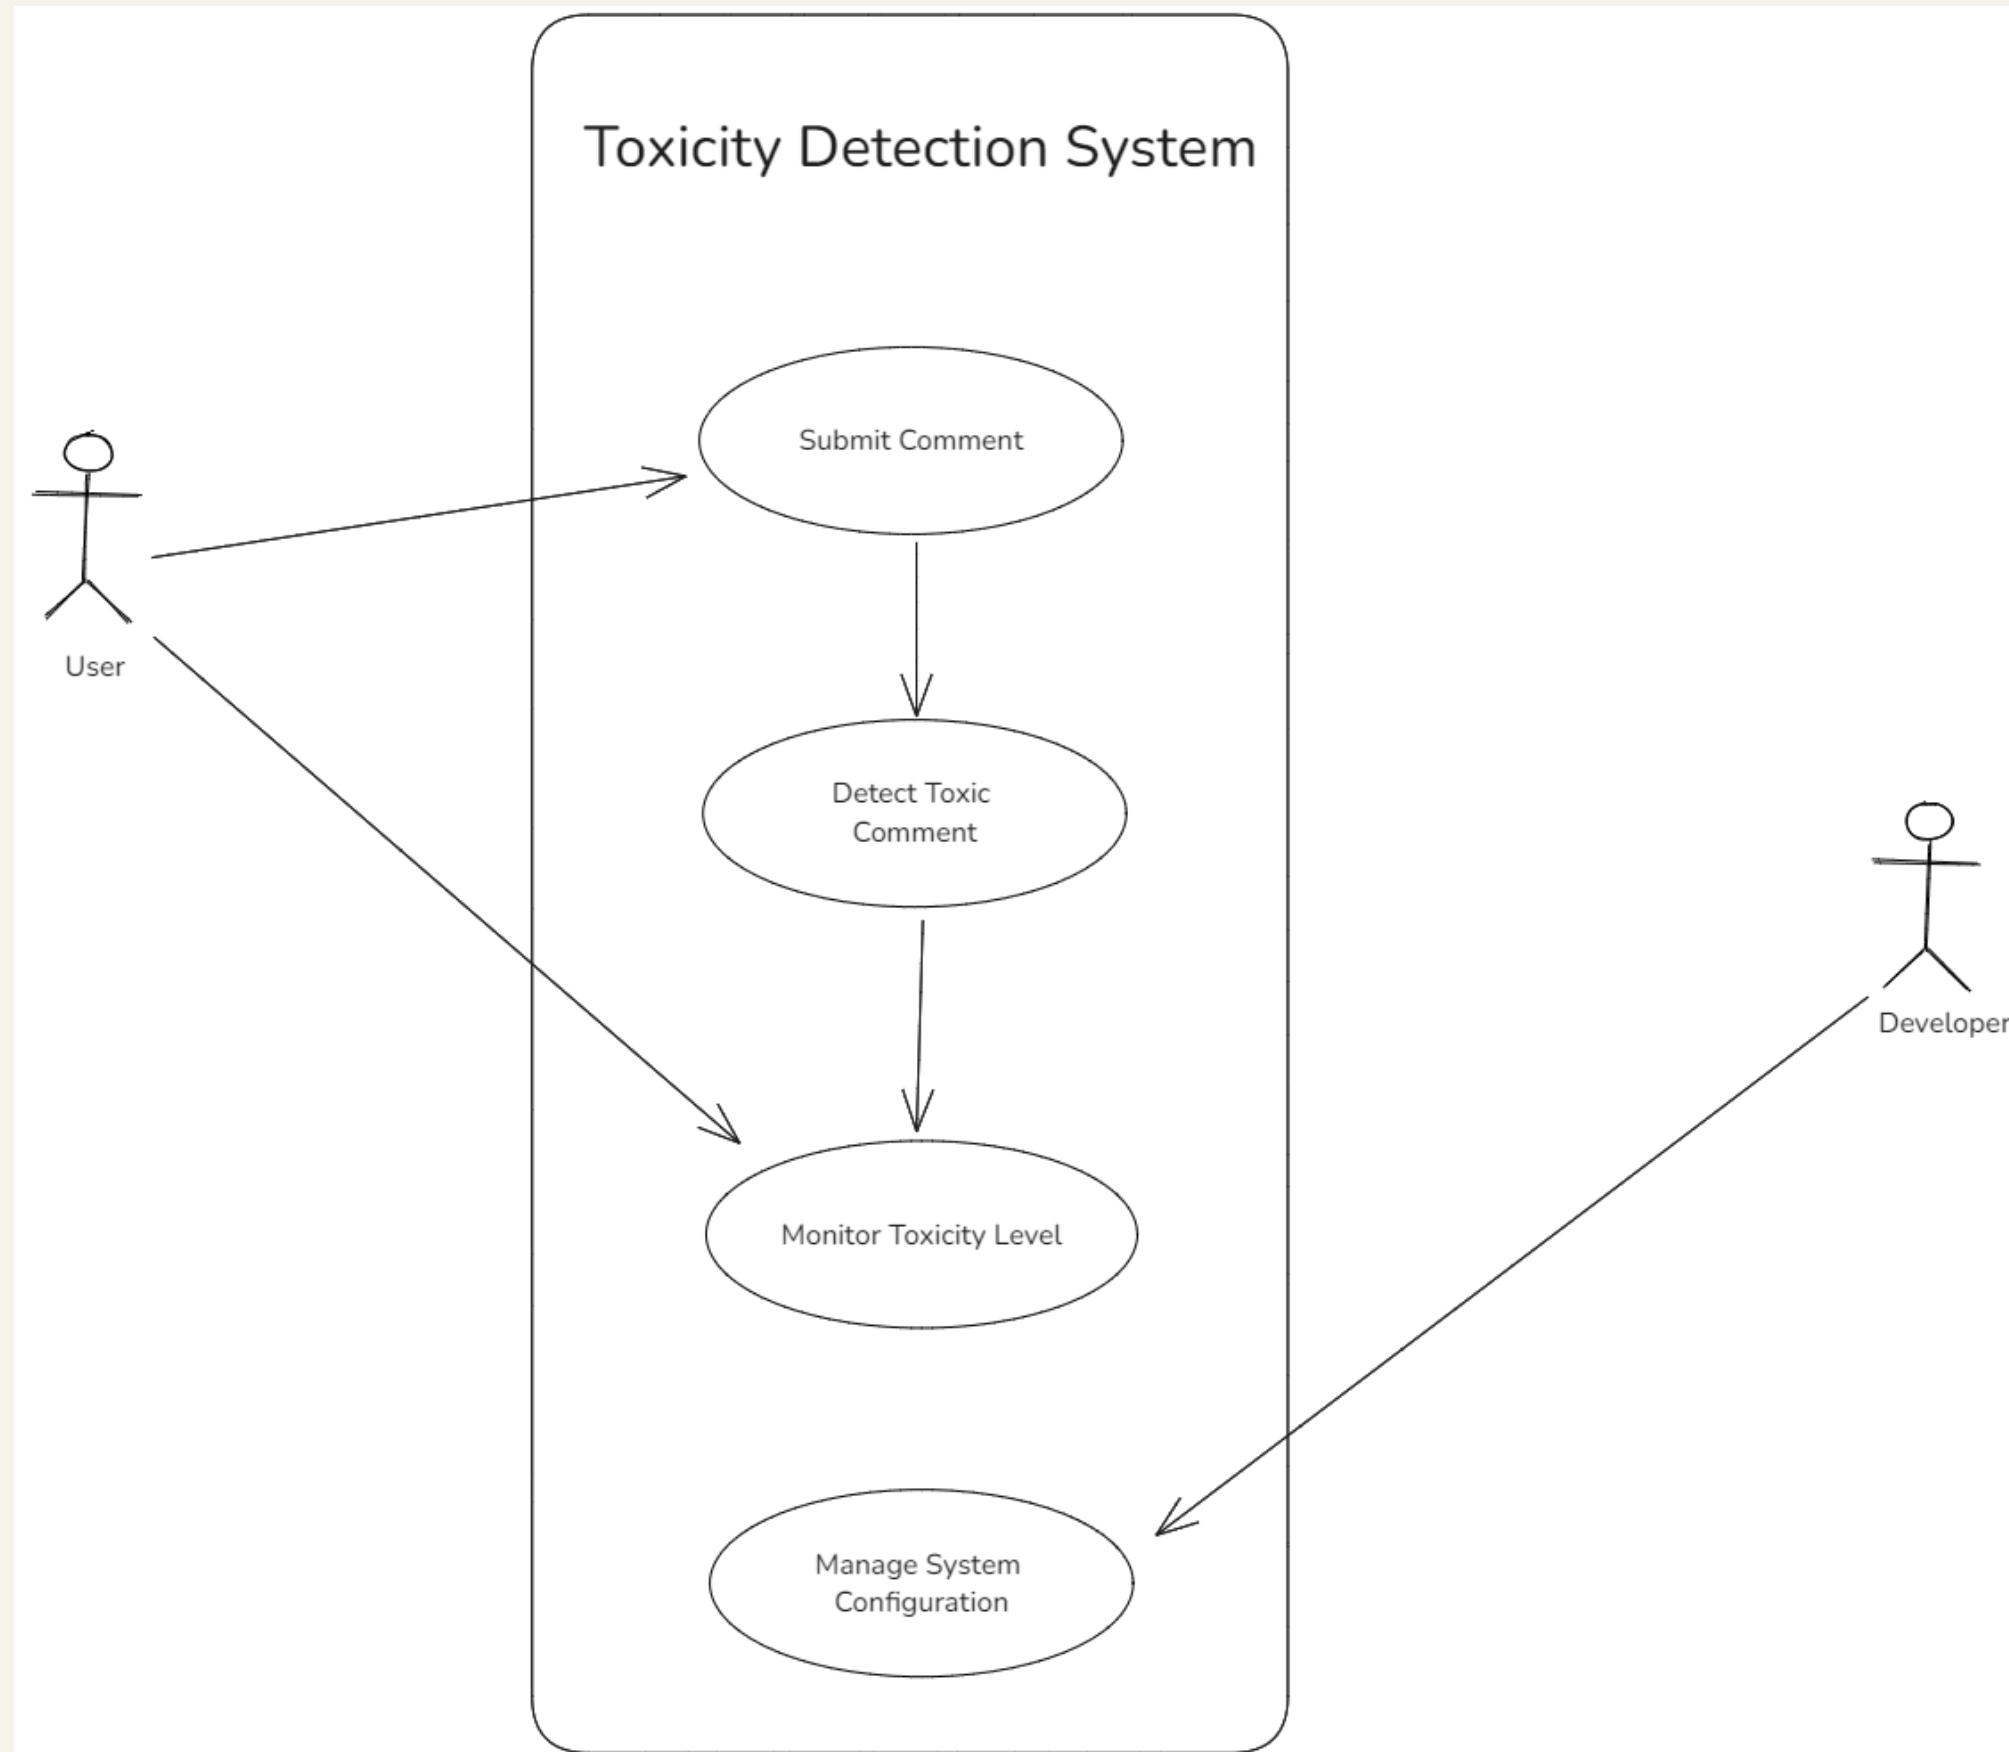 Toxicity Detection System
Submit Comment
User
Detect Toxic
Comment
Developer
Monitor Toxicity Level
Manage System
Configuration